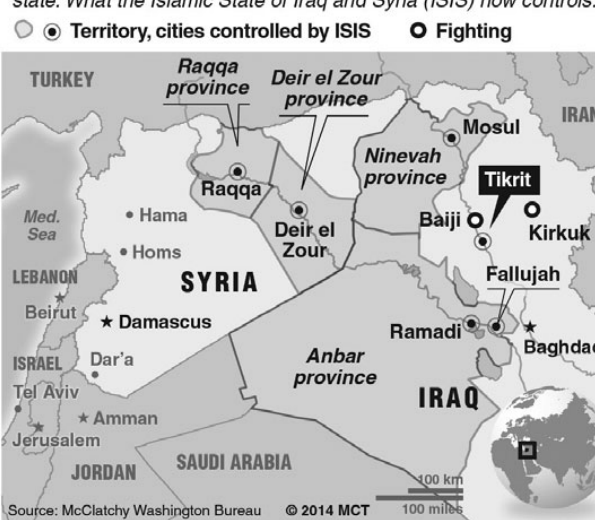 state. What the Islamic State of Iraq and Syria (ISIS) now controls.
Territory, cities controlled by ISIS
Fighting
TURKEY
Raqqa
province
Deir el Zour
province
IRAN
Mosul
Ninevah
province
Tikrit
Raqqa
Baiji
Kirkuk
Med.
Sea
Hama
Deir el
Zour
Homs
SYRIA
Fallujah
LEBANON
Beirut
Damascus
Ramadi
Baghdad
Anbar
province
ISRAEL
Dar'a
IRAQ
Tel Aviv
Amman
Jerusalem
JORDAN
SAUDI ARABIA
100 km
100 miles
Source: McClatchy Washington Bureau
© 2014 MCT